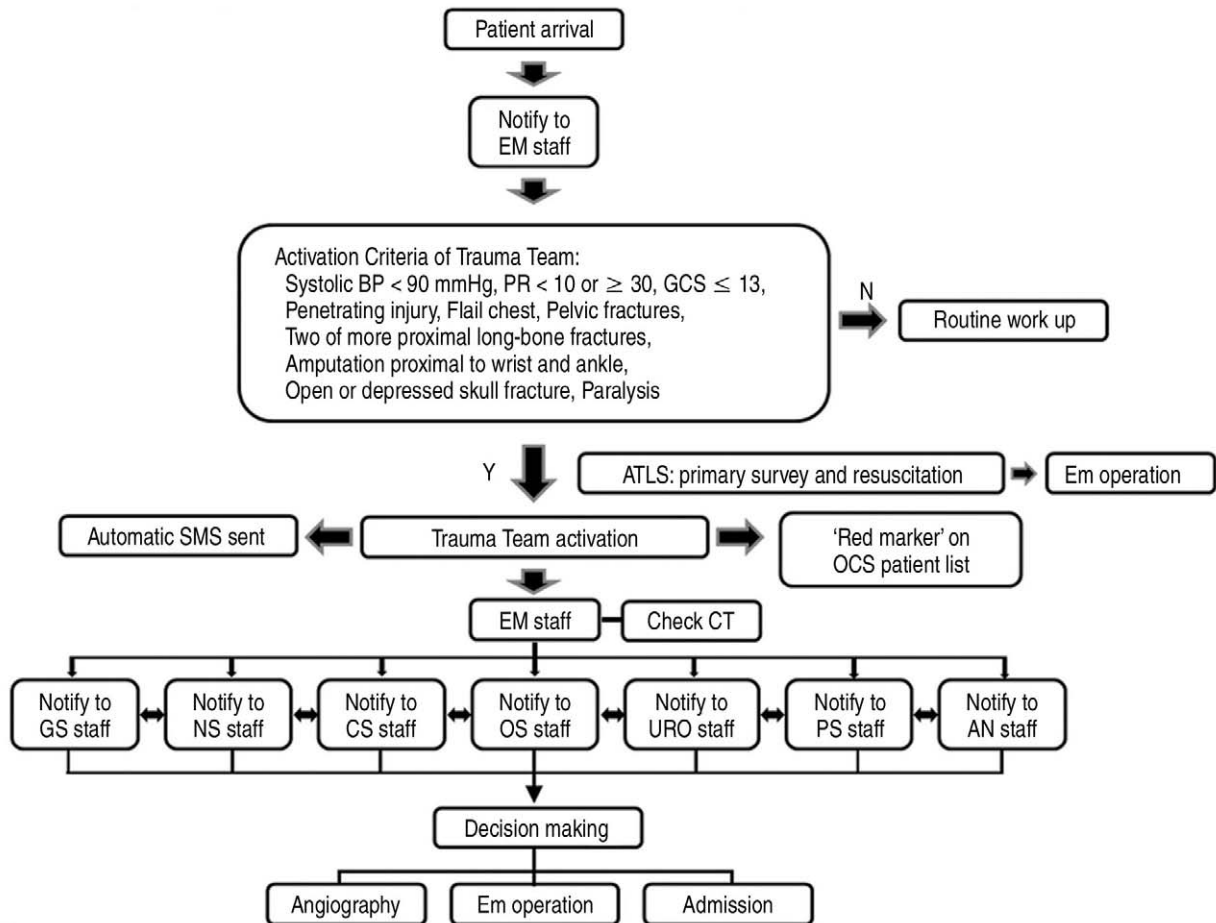 Patient arrival
Notify to
EM staff
Activation Criteria of Trauma Team:
Systolic BP < 90 mmHg, PR < 10 or ≥ 30, GCS ≤ 13,
Penetrating injury, Flail chest, Pelvic fractures,
Two of more proximal long-bone fractures,
Amputation proximal to wrist and ankle,
Open or depressed skull fracture, Paralysis
N
Routine work up
Y
ATLS: primary survey and resuscitation
Em operation
Automatic SMS sent
Trauma Team activation
‘Red marker’ on
OCS patient list
EM staff
Check CT
Notify to
GS staff
Notify to
NS staff
Notify to
CS staff
Notify to
OS staff
Notify to
URO staff
Notify to
PS staff
Notify to
AN staff
Decision making
Angiography
Em operation
Admission